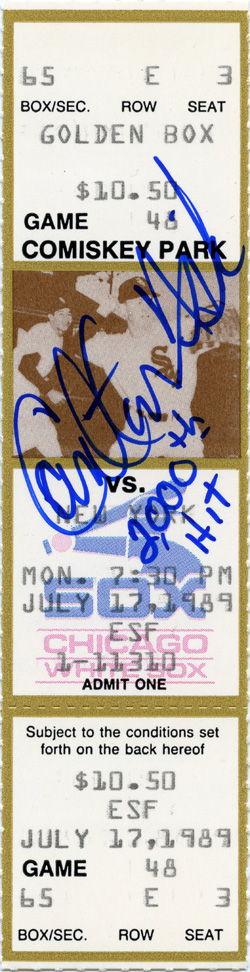 65 E 3
BOX/SEC. ROW SEAT
GOLDEN BOX
$10.50
GAME 48
COMISKEY PARK
Carlton Fisk
2,000th
HIT
VS.
NEW YORK
MON. 7:30 PM
SOX
JULY 17,1989
ESF
CHICAGO
1-11310
WHITE SOX
ADMIT ONE
Subject to the conditions set
forth on the back hereof
$10.50
ESF
JULY 17,1989
GAME 48
65 E 3
BOX/SEC. ROW SEAT